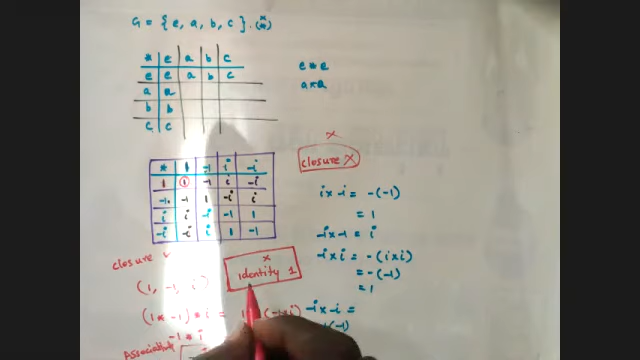 G = { e, a, b, c } . (*)
* e a b c
e e a b c
a a
b b
c c
e * e
a * a
x
closure x
* 1 -1 i -i
1 1 -1 i -i
-1 -1 1 -i i
i i -i -1 1
-i -i i 1 -1
i x -i = -(-1)
= 1
-i x -1 = i
-i x i = -(i x i)
= -(-1)
= 1
-i x -i =
closure ✓
x
identity 1
(1, -1, i)
(1 * -1) * i =
-1 * i